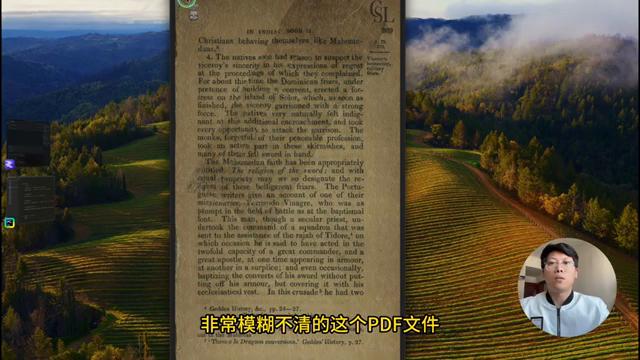 IN INDIA: BOOK II.
Christians behaving themselves like Mahome-
dans.⁶
4. The natives soon had reason to suspect the
viceroy's sincerity in his expressions of regret
at the proceedings of which they complained.
For about this time the Dominican friars, under
pretence of building a convent, erected a for-
tress on the island of Solor, which, as soon as
finished, the viceroy garrisoned with a strong
force. The natives very naturally felt indig-
nant at this additional encroachment, and took
every opportunity to attack the garrison. The
monks, forgetful of their peaceable profession,
took an active part in these skirmishes, and
many of them fell sword in hand.
The Mahomedan faith has been appropriately
entitled, The religion of the sword; and with
equal propriety may we so designate the re-
ligion of these belligerent friars. The Portu-
guese writers give an account of one of their
missionaries, Fernando Vinagre, who was as
prompt in the field of battle as at the baptismal
font. This man, though a secular priest, un-
dertook the command of a squadron that was
sent to the assistance of the rajah of Tidore,⁴ on
which occasion he is said to have acted in the
twofold capacity of a great commander, and a
great apostle, at one time appearing in armour,
at another in a surplice; and even occasionally,
baptizing the converts of his sword without put-
ting off his armour, but covering it with his
ecclesiastical vest. In this crusade⁵ he had two
Geddes History, &c., pp. 24—27.
'These Dragoon conversions.' Geddes' History, p. 27.
CSL
非常模糊不清的这个PDF文件